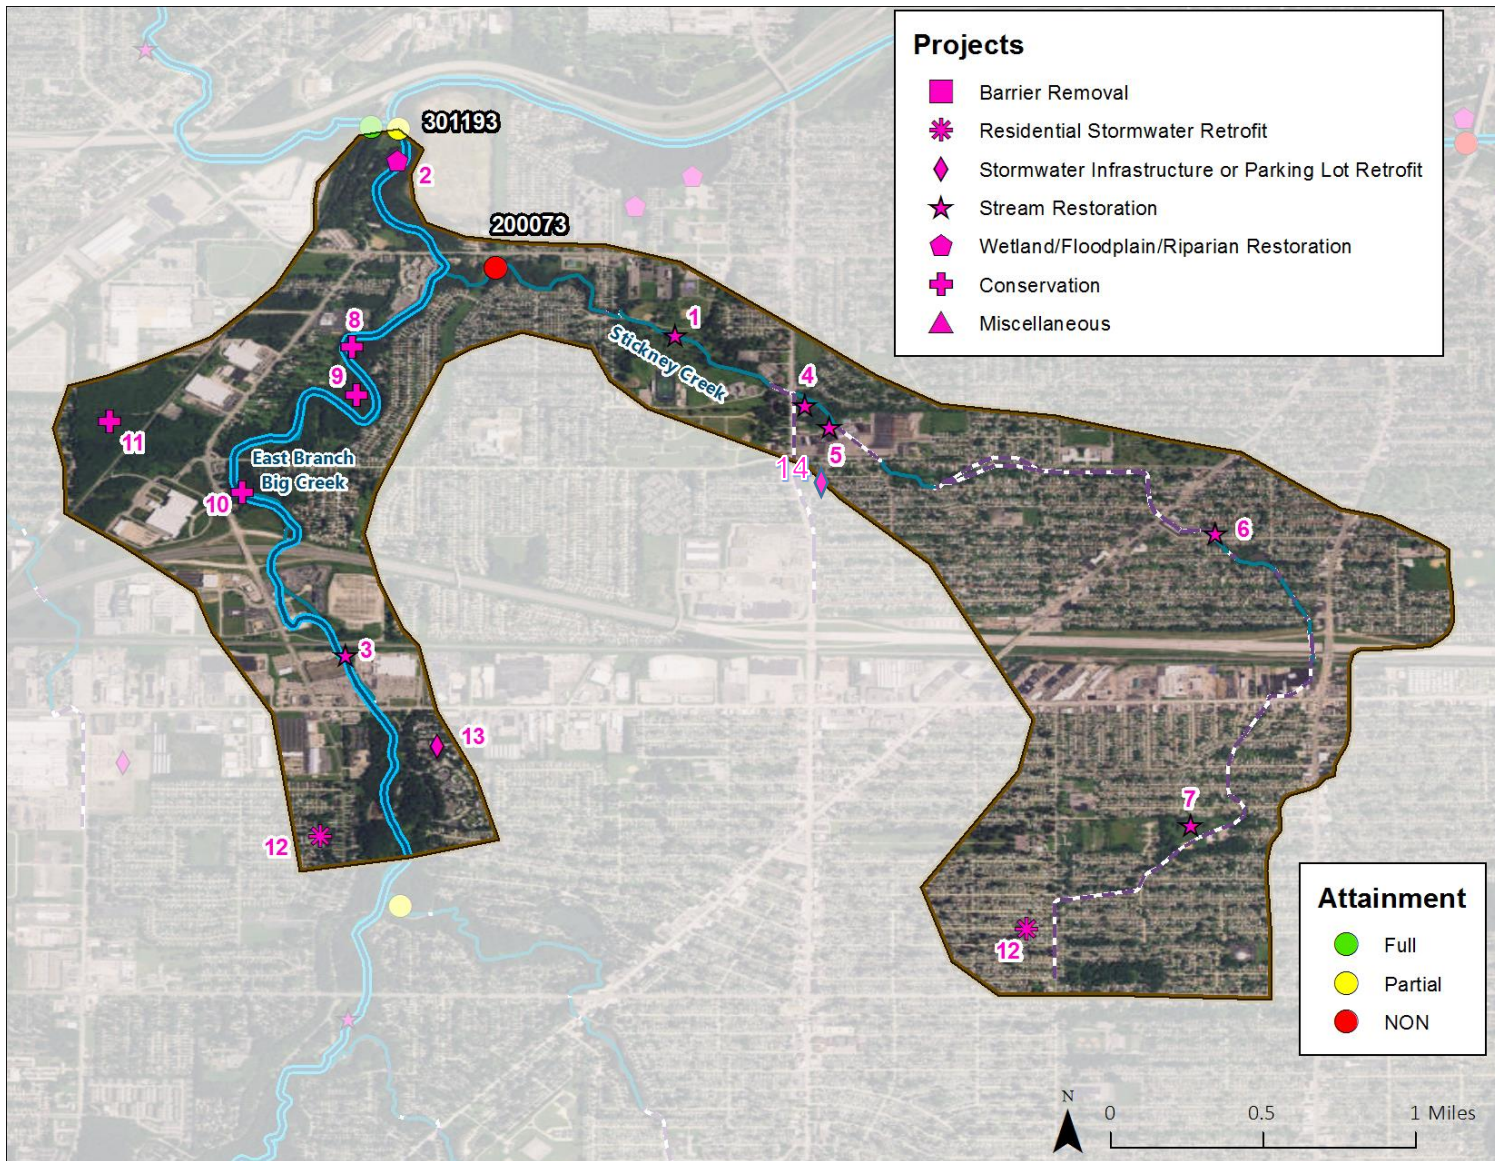 Projects
Barrier Removal
Residential Stormwater Retrofit
Stormwater Infrastructure or Parking Lot Retrofit
Stream Restoration
Wetland/Floodplain/Riparian Restoration
Conservation
Miscellaneous
301193
2
200073
1
8
Stickney Creek
9
4
11
5
East Branch
Big Creek
14
10
6
3
13
7
12
12
Attainment
Full
Partial
NON
N
0 0.5 1 Miles